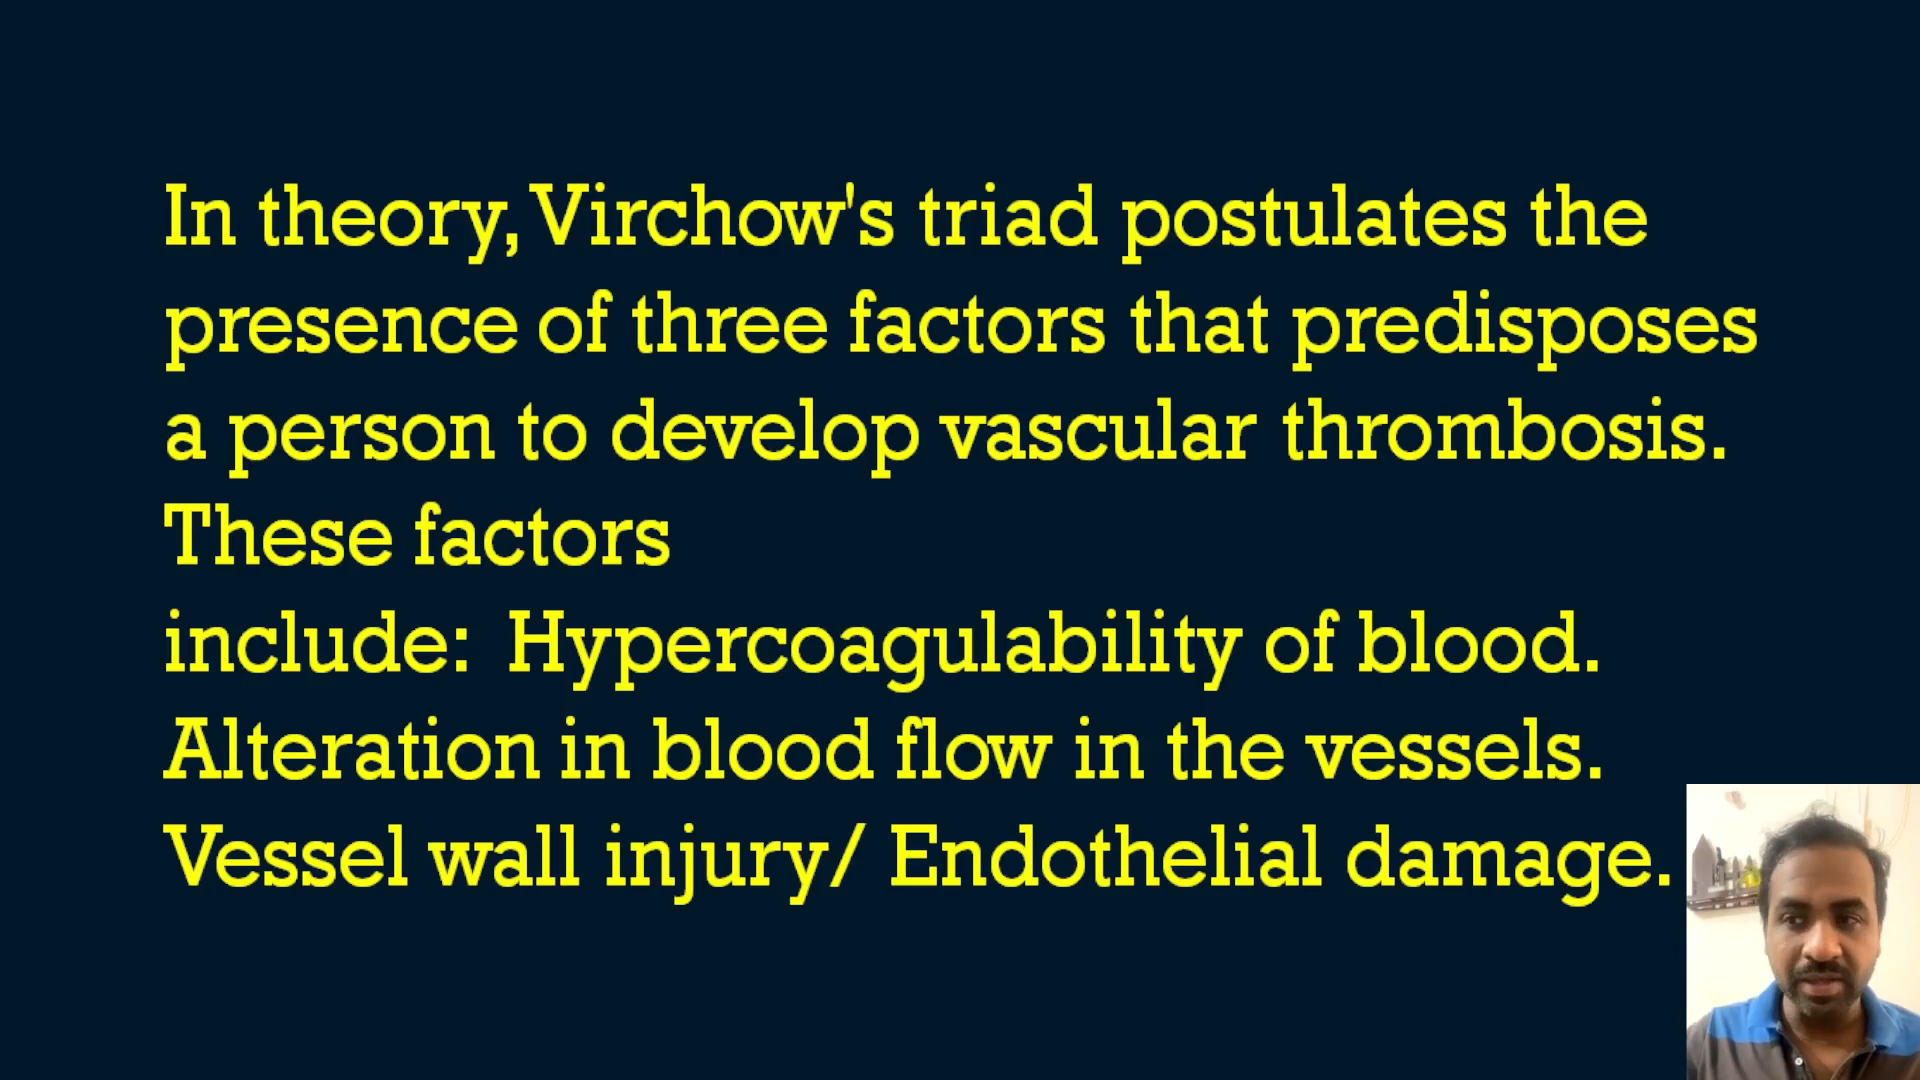 In theory, Virchow's triad postulates the
presence of three factors that predisposes
a person to develop vascular thrombosis.
These factors
include: Hypercoagulability of blood.
Alteration in blood flow in the vessels.
Vessel wall injury/ Endothelial damage.